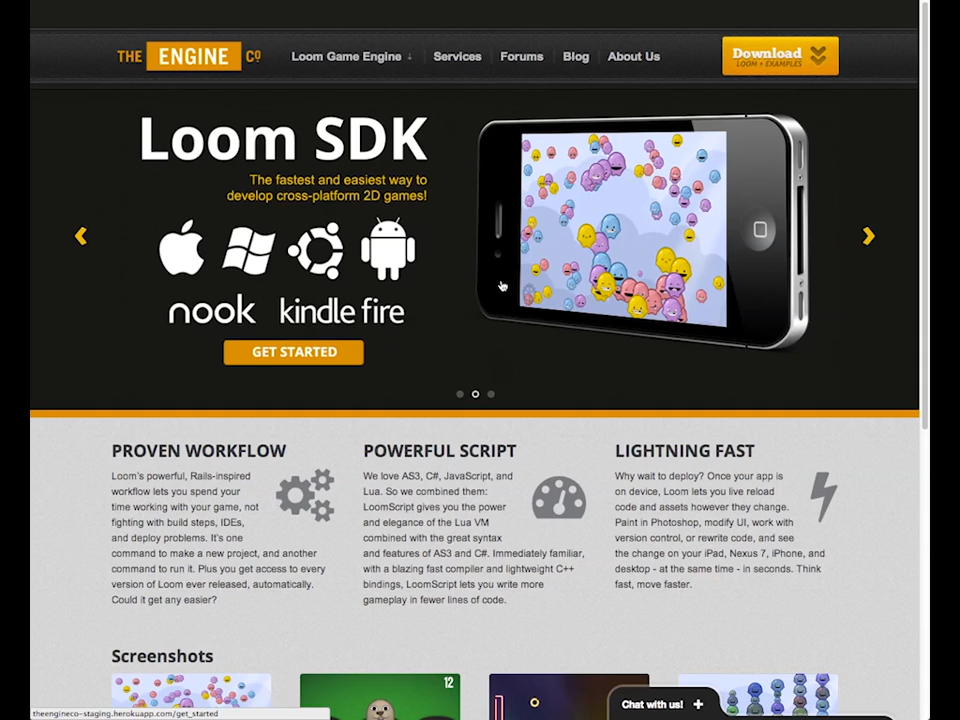 THE ENGINE CO
Loom Game Engine ↓ Services Forums Blog About Us
Download
LOOM + EXAMPLES
Loom SDK
The fastest and easiest way to
develop cross-platform 2D games!
nook kindle fire
GET STARTED
PROVEN WORKFLOW
Loom's powerful, Rails-inspired
workflow lets you spend your
time working with your game, not
fighting with build steps, IDEs,
and deploy problems. It's one
command to make a new project, and another
command to run it. Plus you get access to every
version of Loom ever released, automatically.
Could it get any easier?
POWERFUL SCRIPT
We love AS3, C#, JavaScript, and
Lua. So we combined them:
LoomScript gives you the power
and elegance of the Lua VM
combined with the great syntax
and features of AS3 and C#. Immediately familiar,
with a blazing fast compiler and lightweight C++
bindings, LoomScript lets you write more
gameplay in fewer lines of code.
LIGHTNING FAST
Why wait to deploy? Once your app is
on device, Loom lets you live reload
code and assets however they change.
Paint in Photoshop, modify UI, work with
version control, or rewrite code, and see
the change on your iPad, Nexus 7, iPhone, and
desktop - at the same time - in seconds. Think
fast, move faster.
Screenshots
12
Chat with us! +
theengineco-staging.herokuapp.com/get_started